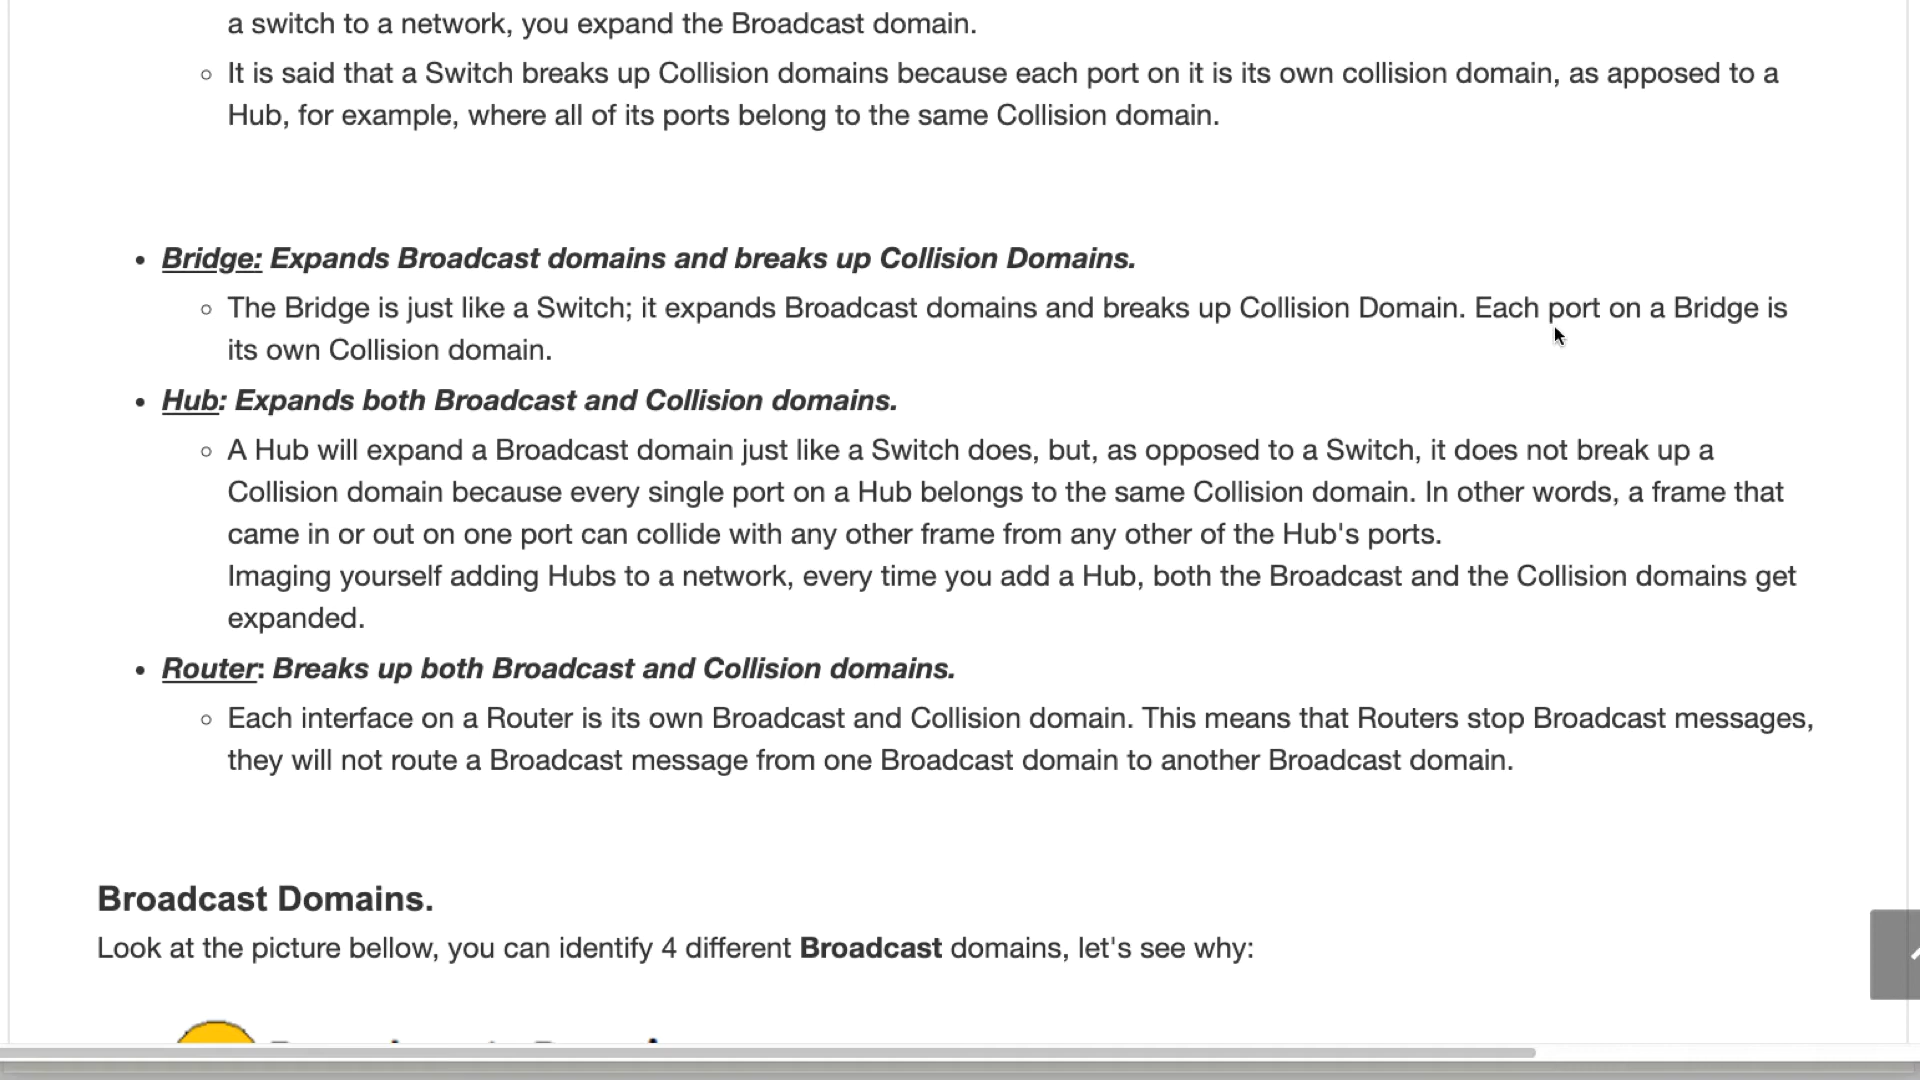 a switch to a network, you expand the Broadcast domain.
It is said that a Switch breaks up Collision domains because each port on it is its own collision domain, as apposed to a
Hub, for example, where all of its ports belong to the same Collision domain.
Bridge: Expands Broadcast domains and breaks up Collision Domains.
The Bridge is just like a Switch; it expands Broadcast domains and breaks up Collision Domain. Each port on a Bridge is
its own Collision domain.
Hub: Expands both Broadcast and Collision domains.
A Hub will expand a Broadcast domain just like a Switch does, but, as opposed to a Switch, it does not break up a
Collision domain because every single port on a Hub belongs to the same Collision domain. In other words, a frame that
came in or out on one port can collide with any other frame from any other of the Hub's ports.
Imaging yourself adding Hubs to a network, every time you add a Hub, both the Broadcast and the Collision domains get
expanded.
Router: Breaks up both Broadcast and Collision domains.
Each interface on a Router is its own Broadcast and Collision domain. This means that Routers stop Broadcast messages,
they will not route a Broadcast message from one Broadcast domain to another Broadcast domain.
Broadcast Domains.
Look at the picture bellow, you can identify 4 different Broadcast domains, let's see why: